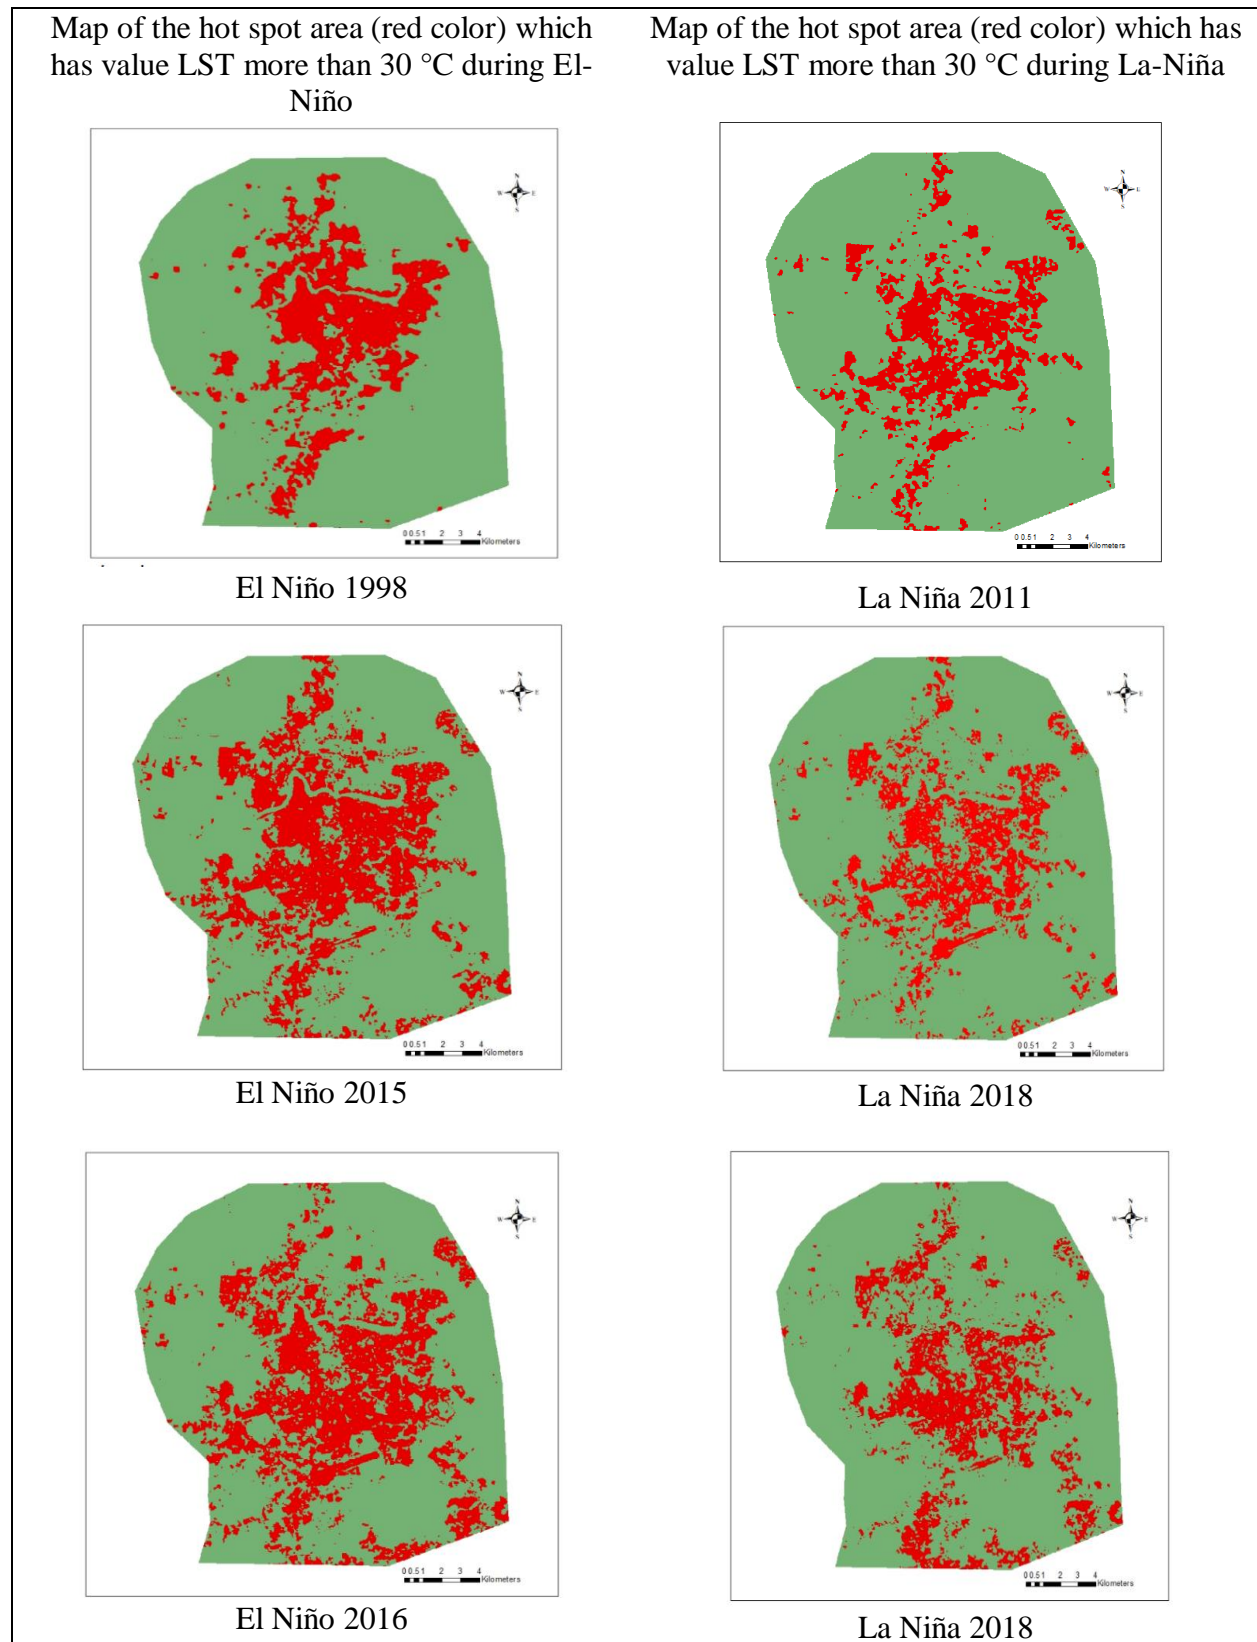 Map of the hot spot area (red color) which
has value LST more than 30 °C during El-
Niño
Map of the hot spot area (red color) which has
value LST more than 30 °C during La-Niña
N
W E
S
0 0.5 1 2 3 4
Kilometers
El Niño 1998
N
W E
S
0 0.5 1 2 3 4
Kilometers
La Niña 2011
N
W E
S
0 0.5 1 2 3 4
Kilometers
El Niño 2015
N
W E
S
0 0.5 1 2 3 4
Kilometers
La Niña 2018
N
W E
S
0 0.5 1 2 3 4
Kilometers
El Niño 2016
N
W E
S
0 0.5 1 2 3 4
Kilometers
La Niña 2018